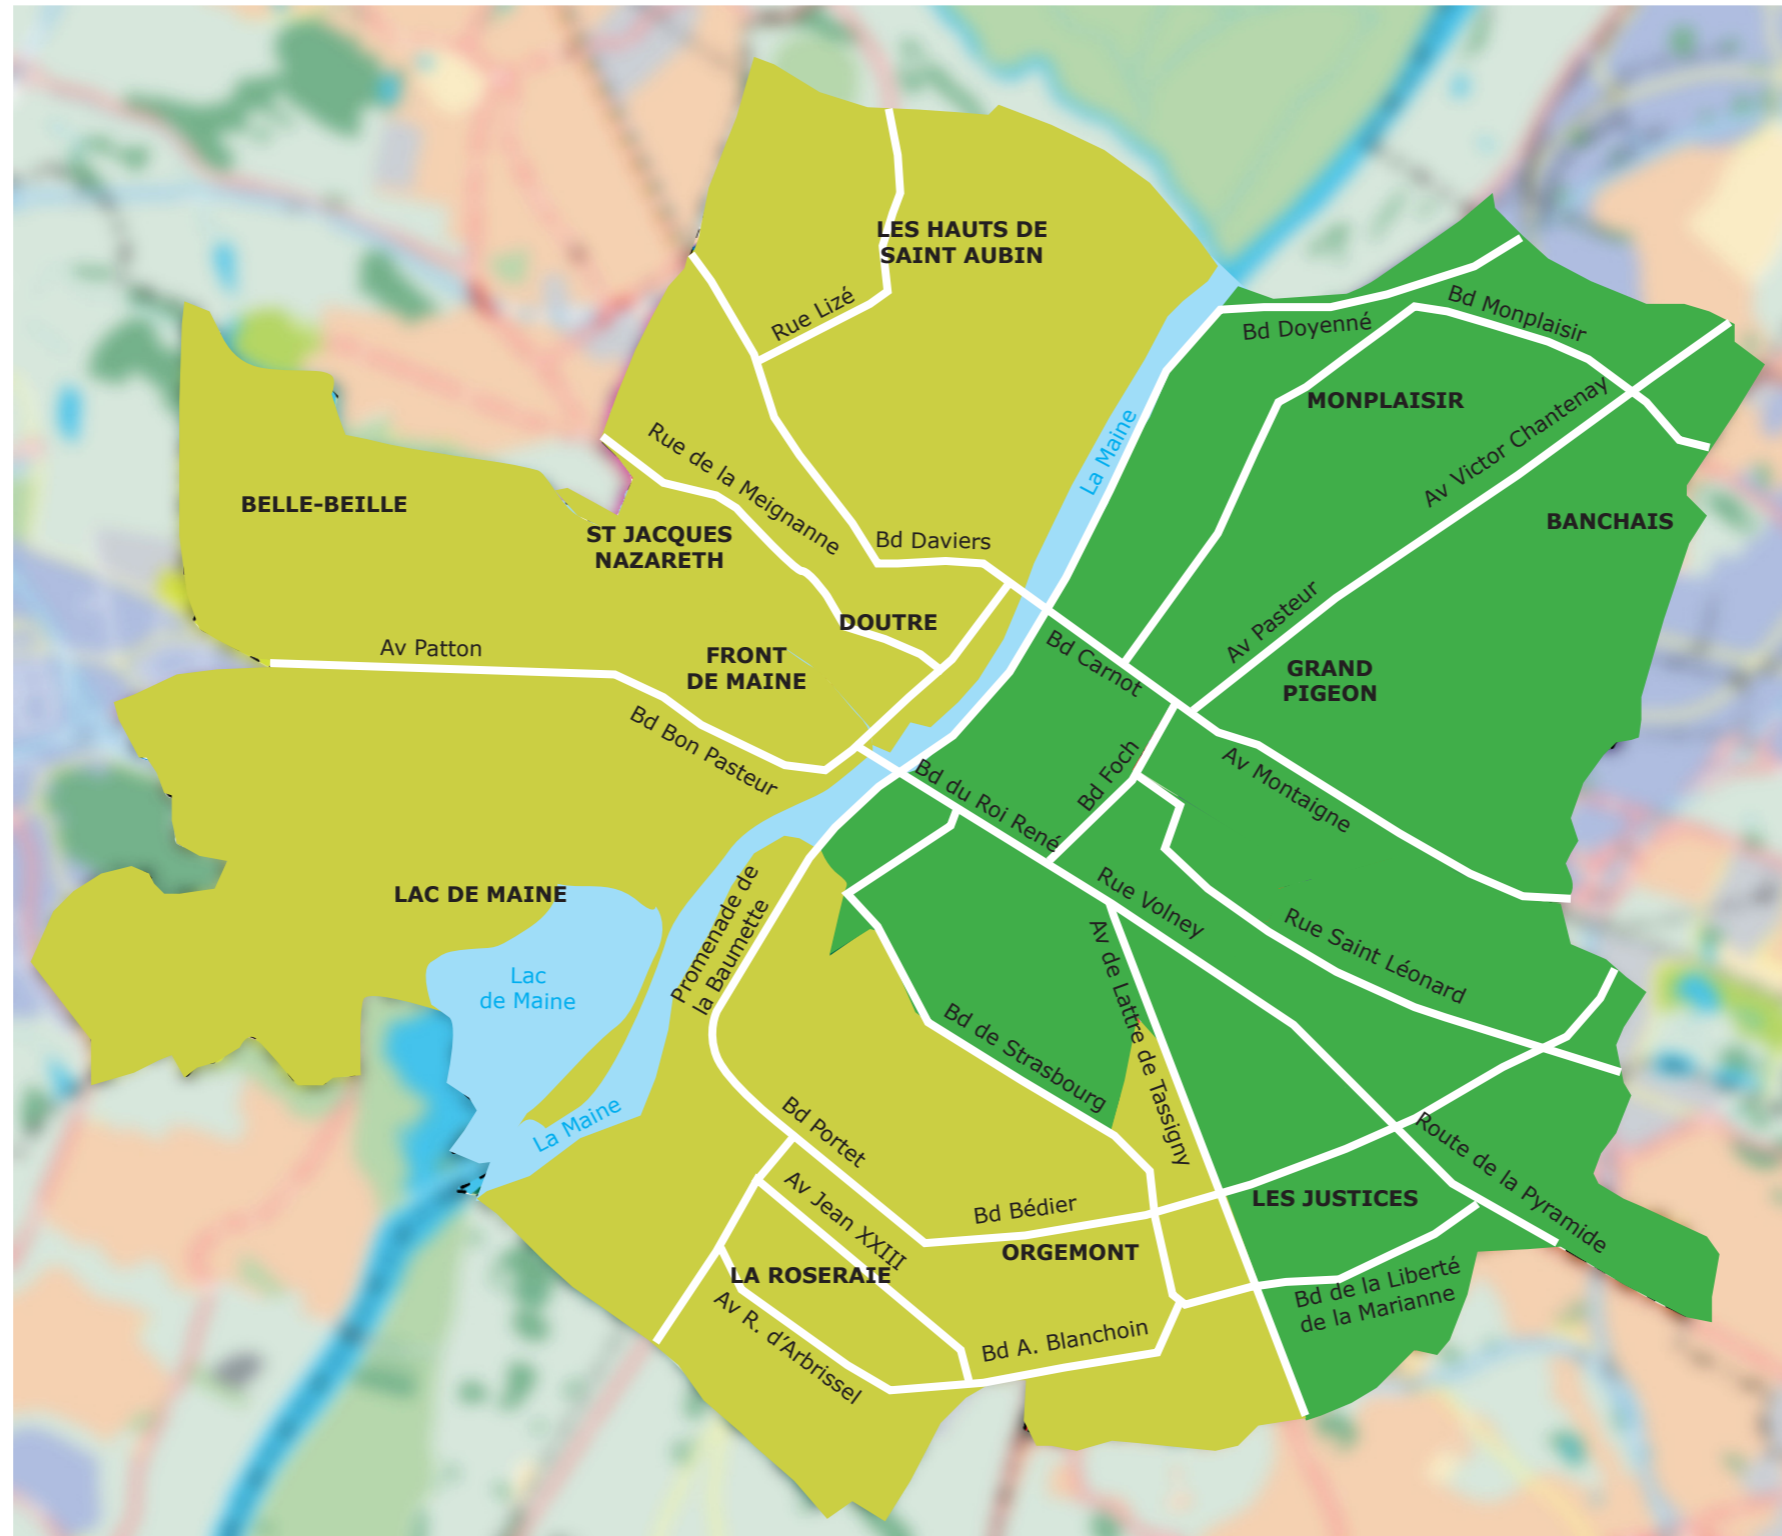 LES HAUTS DE
SAINT AUBIN
Rue Lizé
Bd Doyenné
Bd Monplaisir
MONPLAISIR
Av Victor Chantenay
La Maine
BELLE-BEILLE
Rue de la Meignanne
ST JACQUES
NAZARETH
Bd Daviers
BANCHAIS
DOUTRE
Av Patton
FRONT
DE MAINE
Bd Carnot
Av Pasteur
GRAND
PIGEON
Bd Bon Pasteur
Bd du Roi René
Bd Foch
Av Montaigne
LAC DE MAINE
Promenade de
la Baumette
Rue Volney
Rue Saint Léonard
Lac
de Maine
Av de Lattre de Tassigny
Bd de Strasbourg
La Maine
Bd Portet
Route de la Pyramide
Av Jean XXIII
Bd Bédier
LES JUSTICES
ORGEMONT
LA ROSERAIE
Bd de la Liberté
de la Marianne
Av R. d’Arbrissel
Bd A. Blanchoin